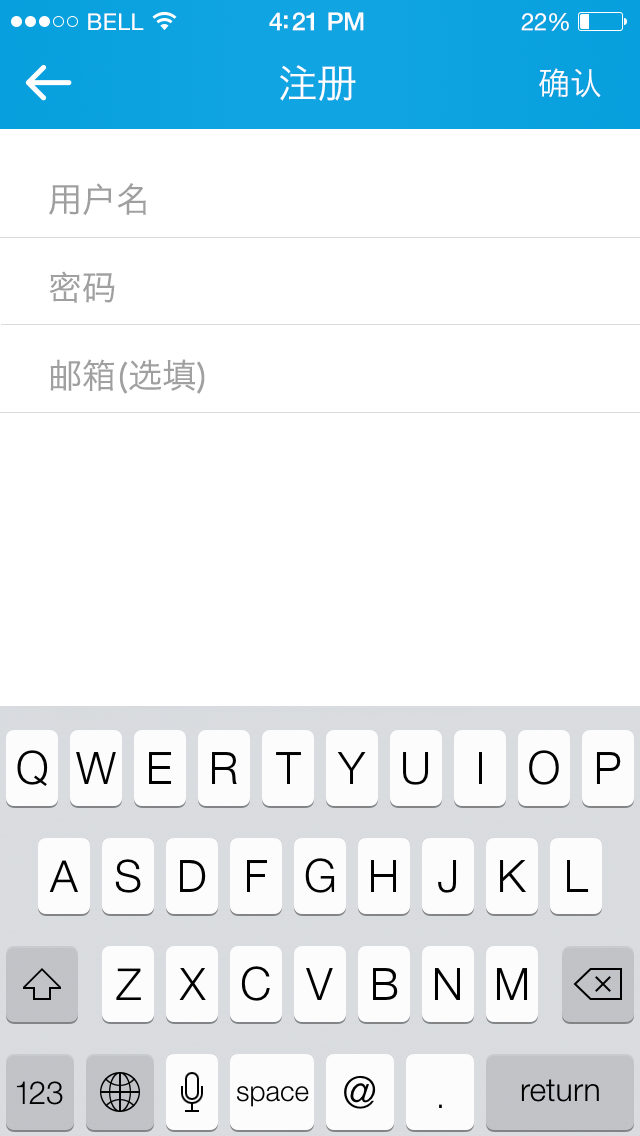 BELL 4:21 PM 22%
注册 确认
用户名
密码
邮箱(选填)
Q W E R T Y U I O P
A S D F G H J K L
Z X C V B N M
123 space @ . return